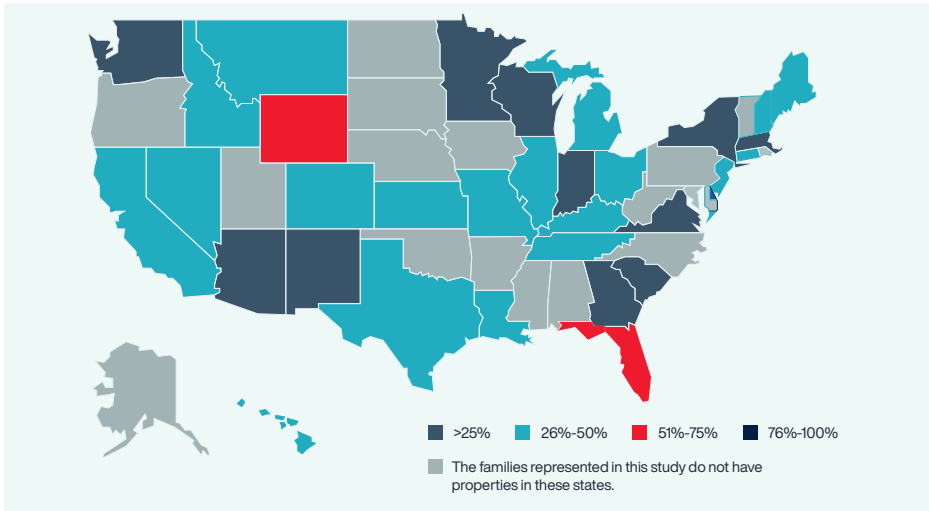 >25%
26%-50%
51%-75%
76%-100%
The families represented in this study do not have
properties in these states.